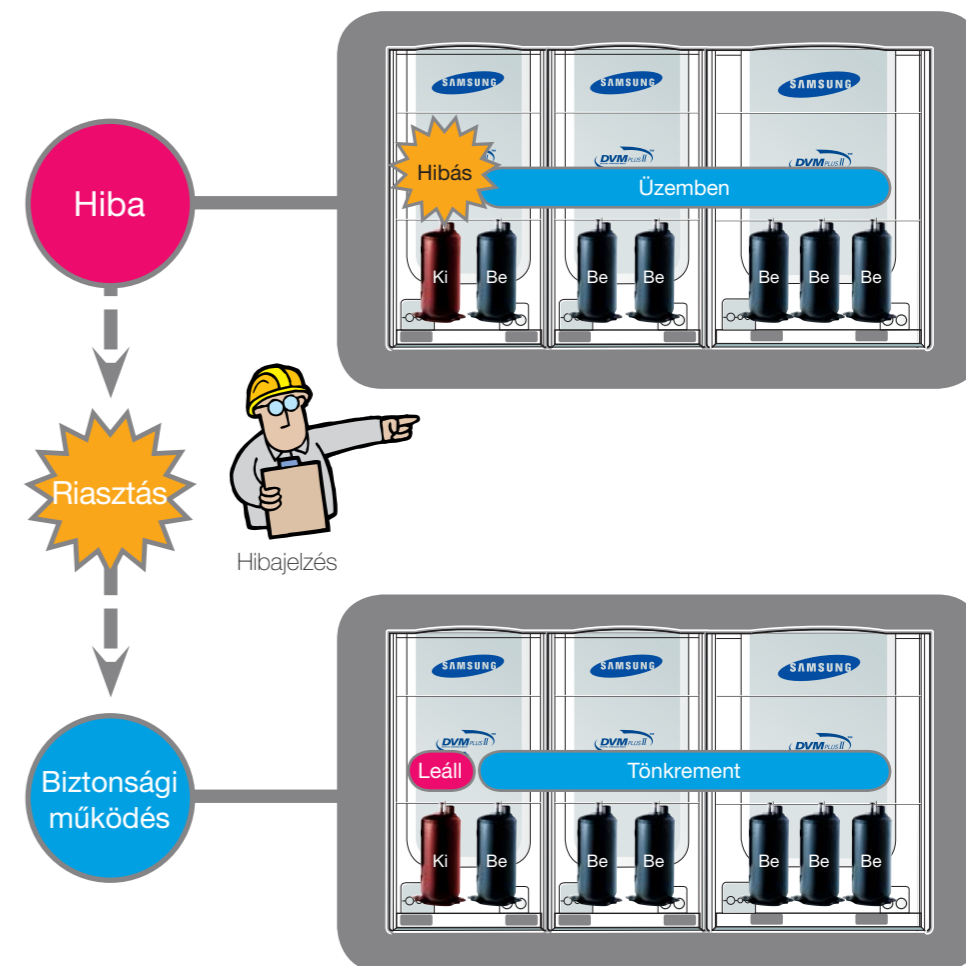 SAMSUNG SAMSUNG SAMSUNG
DVM PLUS II DVM PLUS II
Hiba
Hibás
Üzemben
Ki Be Be Be Be Be Be
Riasztás
Hibajelzés
SAMSUNG SAMSUNG SAMSUNG
DVM PLUS II DVM PLUS II DVM PLUS II
Leáll
Tönkrement
Biztonsági
működés
Ki Be Be Be Be Be Be